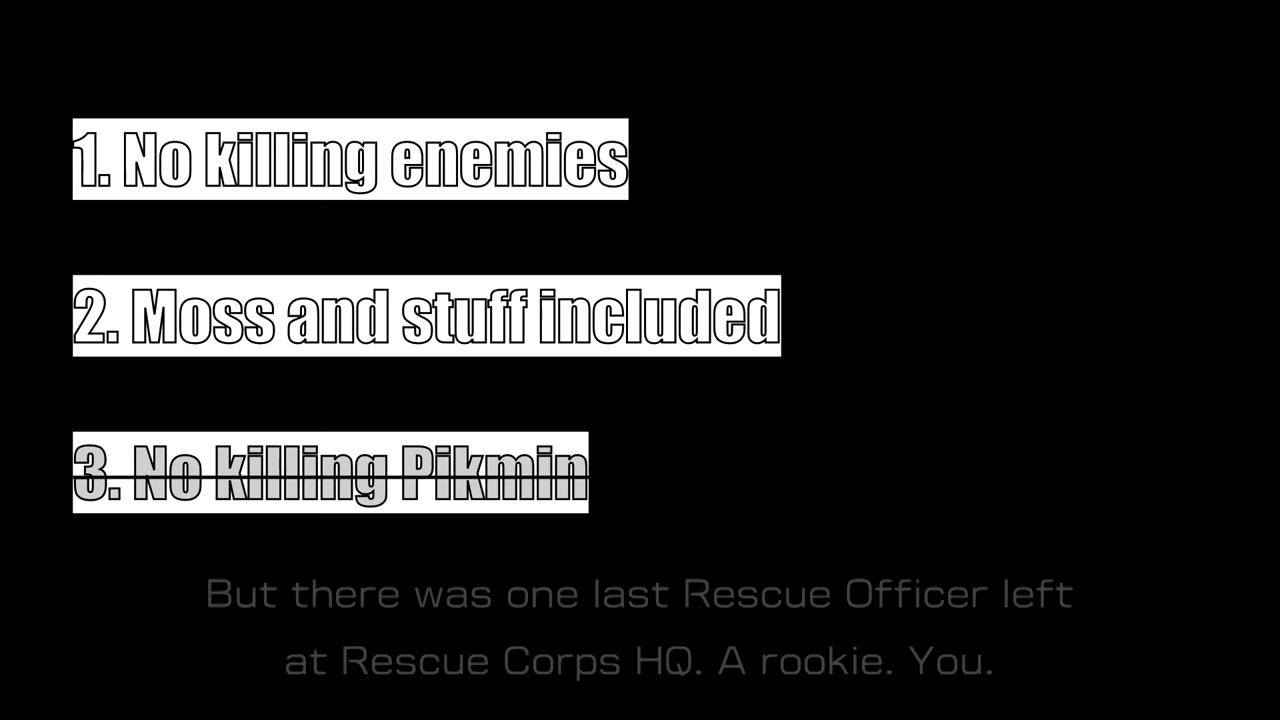 1. No killing enemies
2. Moss and stuff included
3. No killing Pikmin
But there was one last Rescue Officer left
at Rescue Corps HQ. A rookie. You.